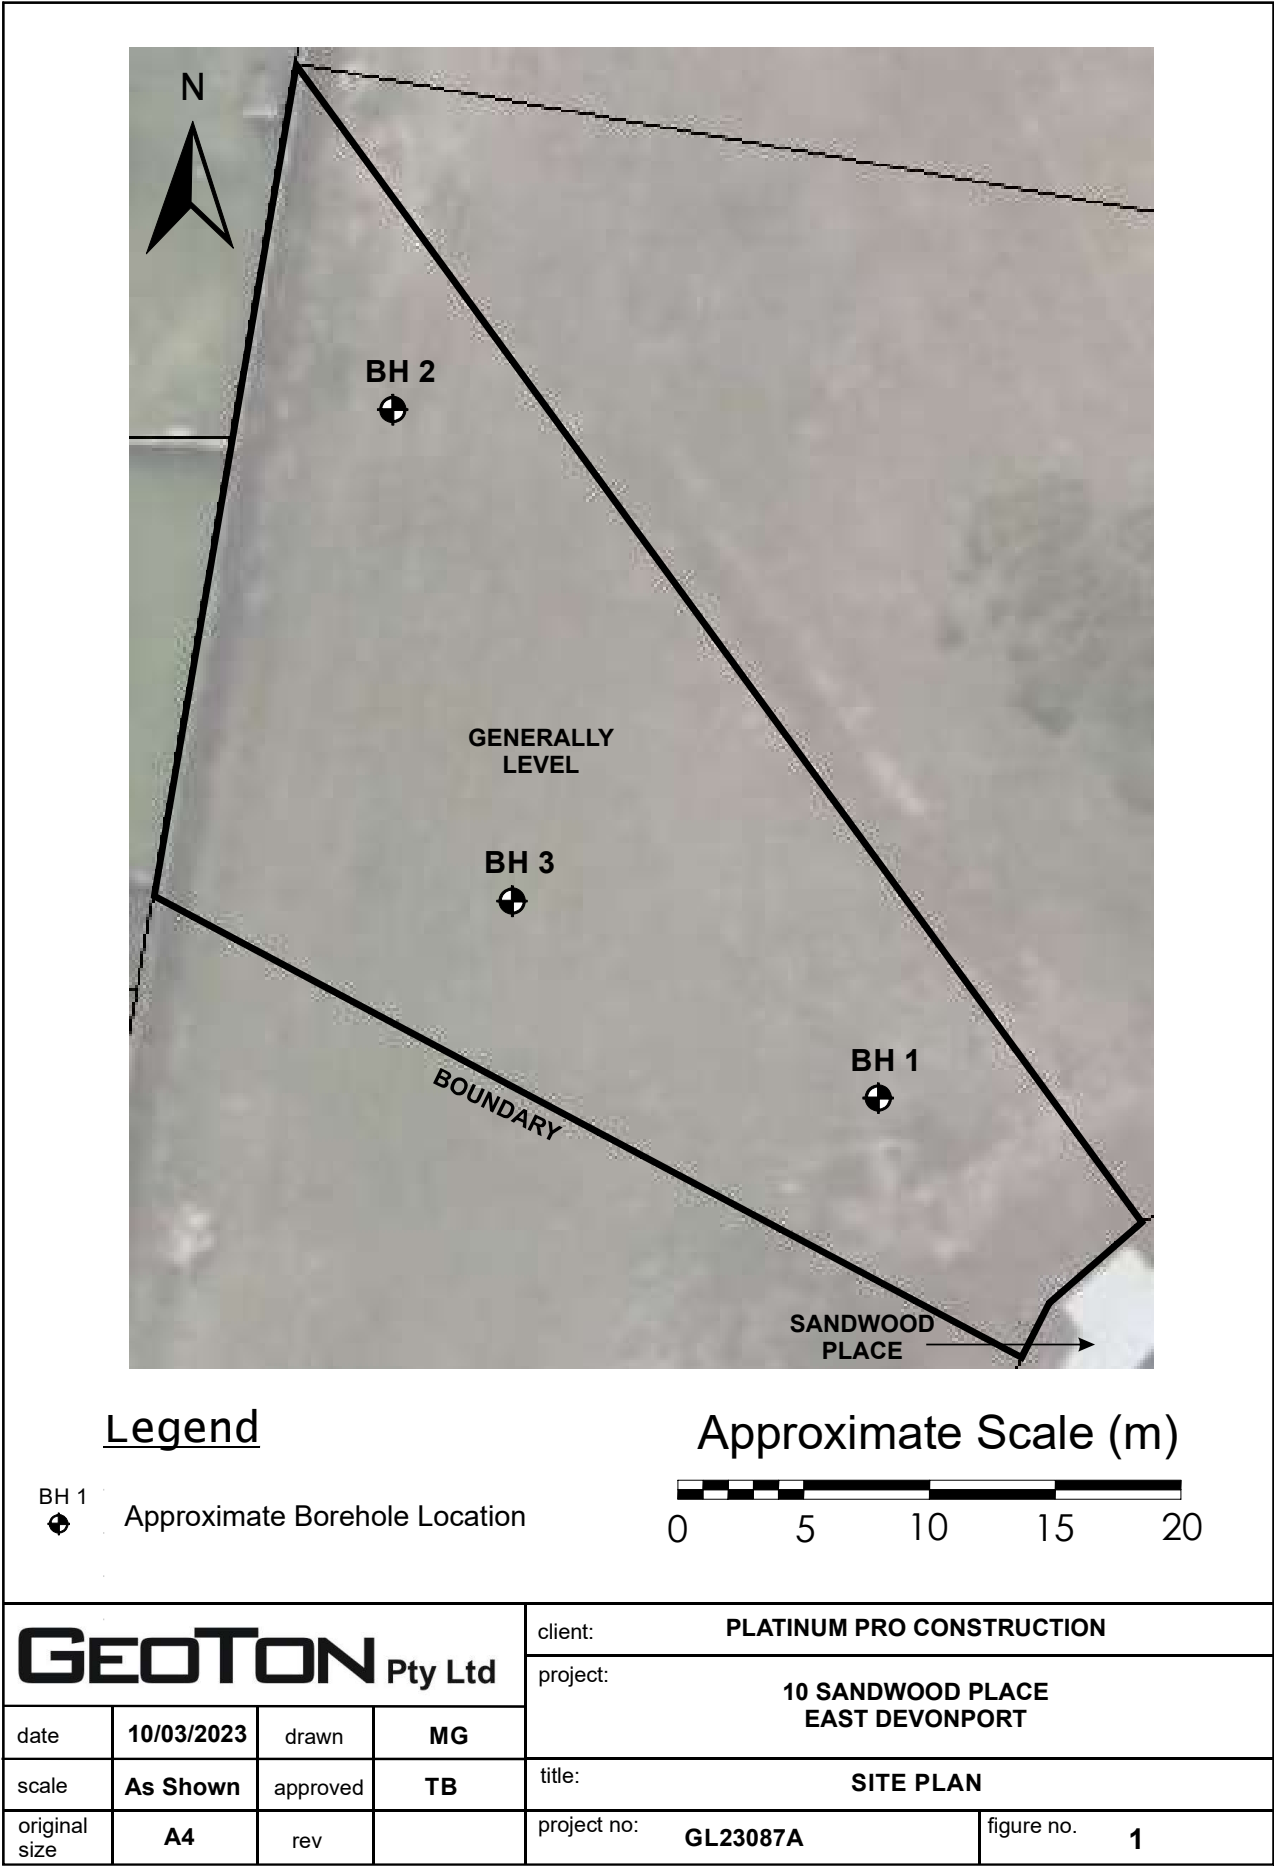 N
BH 2
GENERALLY
LEVEL
BH 3
BH 1
BOUNDARY
SANDWOOD
PLACE
Legend
BH 1
Approximate Borehole Location
Approximate Scale (m)
0 5 10 15 20
GEOTON Pty Ltd
client: PLATINUM PRO CONSTRUCTION
project:
10 SANDWOOD PLACE
EAST DEVONPORT
date 10/03/2023 drawn MG
scale As Shown approved TB
title: SITE PLAN
original
size
A4 rev
project no: GL23087A
figure no. 1